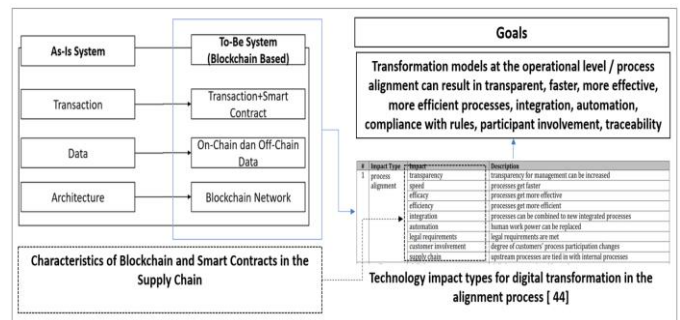 As-Is System
To-Be System
(Blockchain Based)
Transaction
Transaction+Smart
Contract
Data
On-Chain dan Off-Chain
Data
Architecture
Blockchain Network
Characteristics of Blockchain and Smart Contracts in the
Supply Chain
Goals
Transformation models at the operational level / process
alignment can result in transparent, faster, more effective,
more efficient processes, integration, automation,
compliance with rules, participant involvement, traceability
# Impact Type Impact Description
1 process transparency transparency for management can be increased
alignment speed processes get faster
efficacy processes get more effective
efficiency processes get more efficient
integration processes can be combined to new integrated processes
automation human work power can be replaced
legal requirements legal requirements are met
customer involvement degree of customers' process participation changes
supply chain upstream processes are tied in with internal processes
Technology impact types for digital transformation in the
alignment process [ 44]